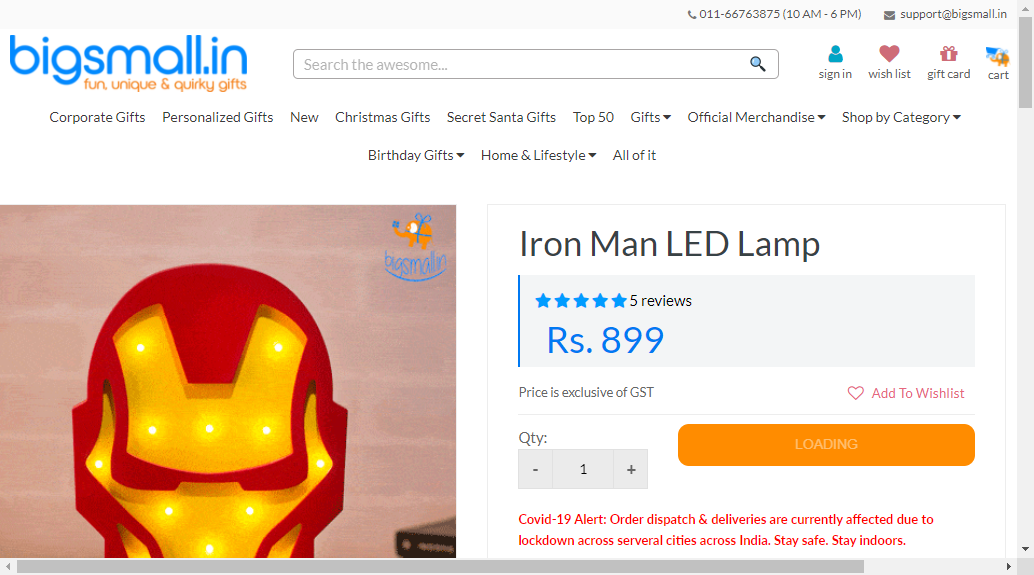 011-66763875 (10 AM - 6 PM) support@bigsmall.in
bigsmall.in
fun, unique & quirky gifts
Search the awesome...
sign in wish list gift card cart
Corporate Gifts Personalized Gifts New Christmas Gifts Secret Santa Gifts Top 50 Gifts Official Merchandise Shop by Category
Birthday Gifts Home & Lifestyle All of it
bigsmall.in
Iron Man LED Lamp
5 reviews
Rs. 899
Price is exclusive of GST Add To Wishlist
Qty:
LOADING
- 1 +
Covid-19 Alert: Order dispatch & deliveries are currently affected due to
lockdown across serveral cities across India. Stay safe. Stay indoors.